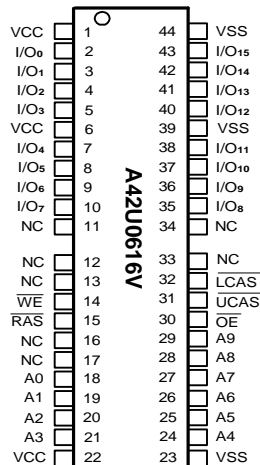 VCC 1 44 VSS
I/O0 2 43 I/O15
I/O1 3 42 I/O14
I/O2 4 41 I/O13
I/O3 5 40 I/O12
VCC 6 39 VSS
I/O4 7 38 I/O11
I/O5 8 37 I/O10
I/O6 9 36 I/O9
I/O7 10 35 I/O8
NC 11 34 NC
A42U0616V
NC 12 33 NC
NC 13 32 LCAS
WE 14 31 UCAS
RAS 15 30 OE
NC 16 29 A9
NC 17 28 A8
A0 18 27 A7
A1 19 26 A6
A2 20 25 A5
A3 21 24 A4
VCC 22 23 VSS